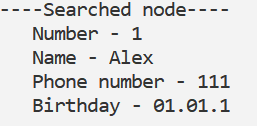 ----Searched node----
Number - 1
Name - Alex
Phone number - 111
Birthday - 01.01.1